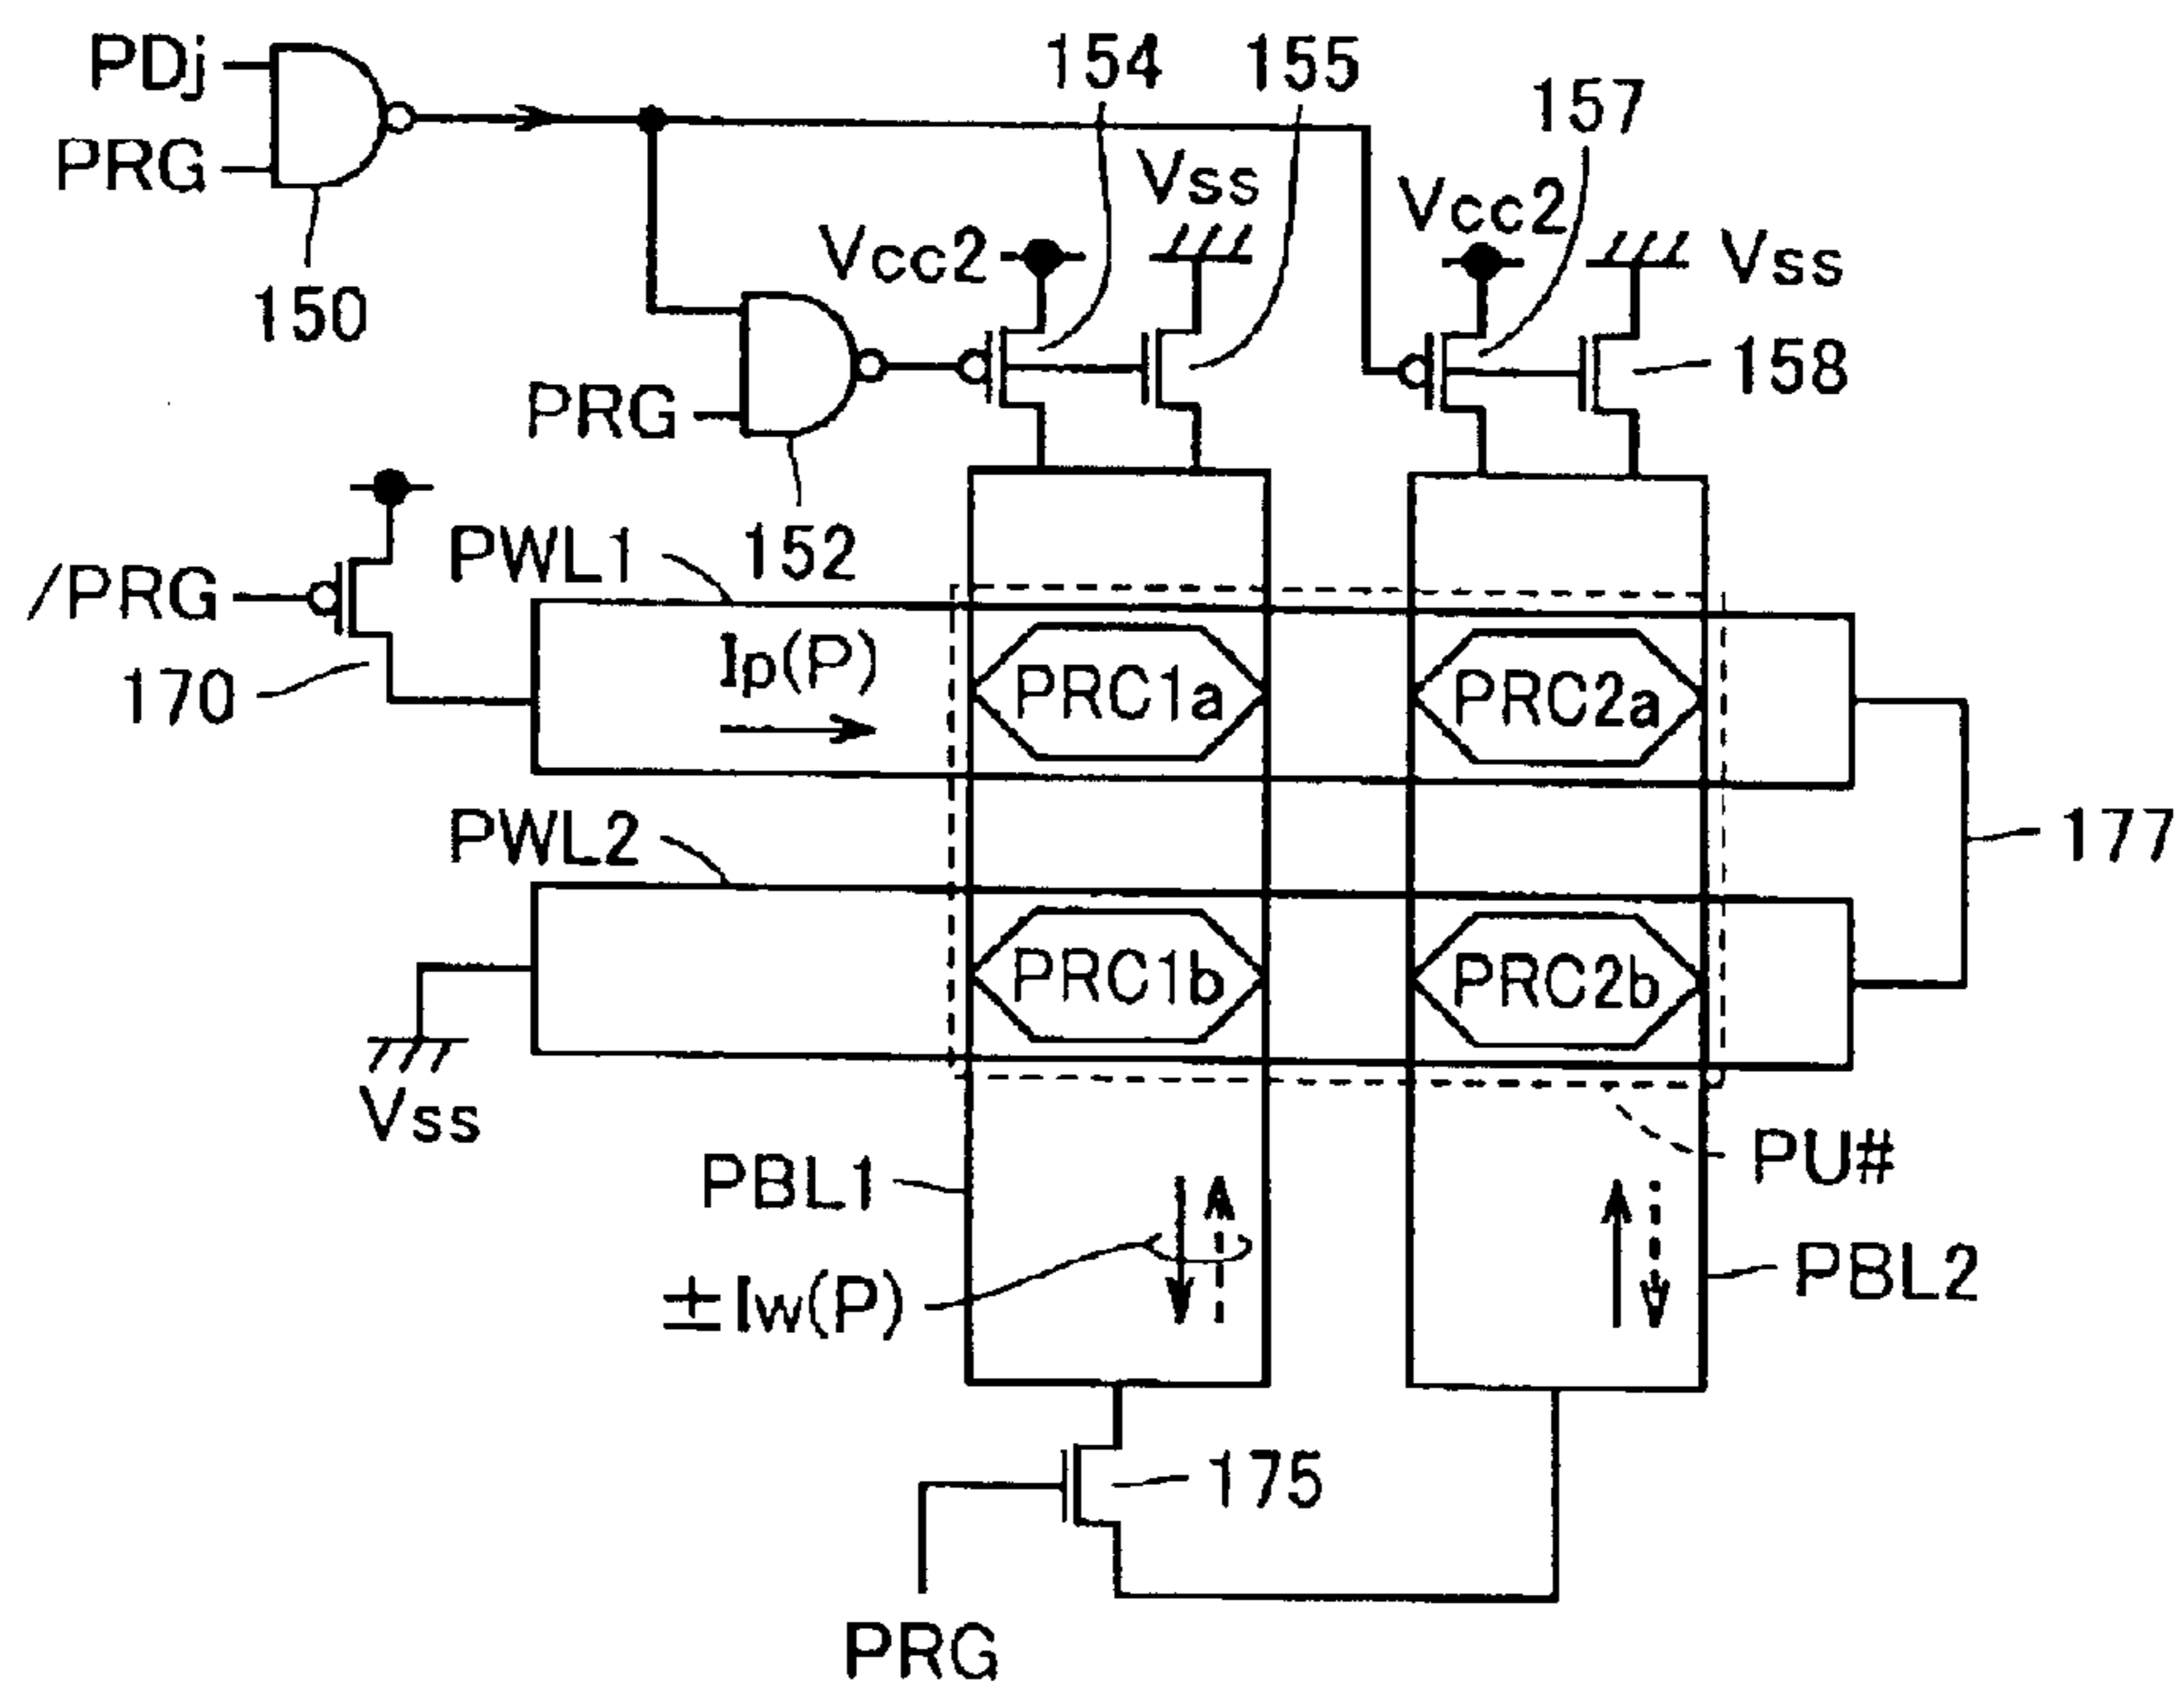 PDj
154
155
157
PRG
Vss
Vcc2
Vcc2
Vss
150
158
PRG
PWL1
152
/PRG
Ip(P)
PRC1a
PRC2a
170
PWL2
177
PRC1b
PRC2b
Vss
PBL1
PU#
±Iw(P)
PBL2
175
PRG